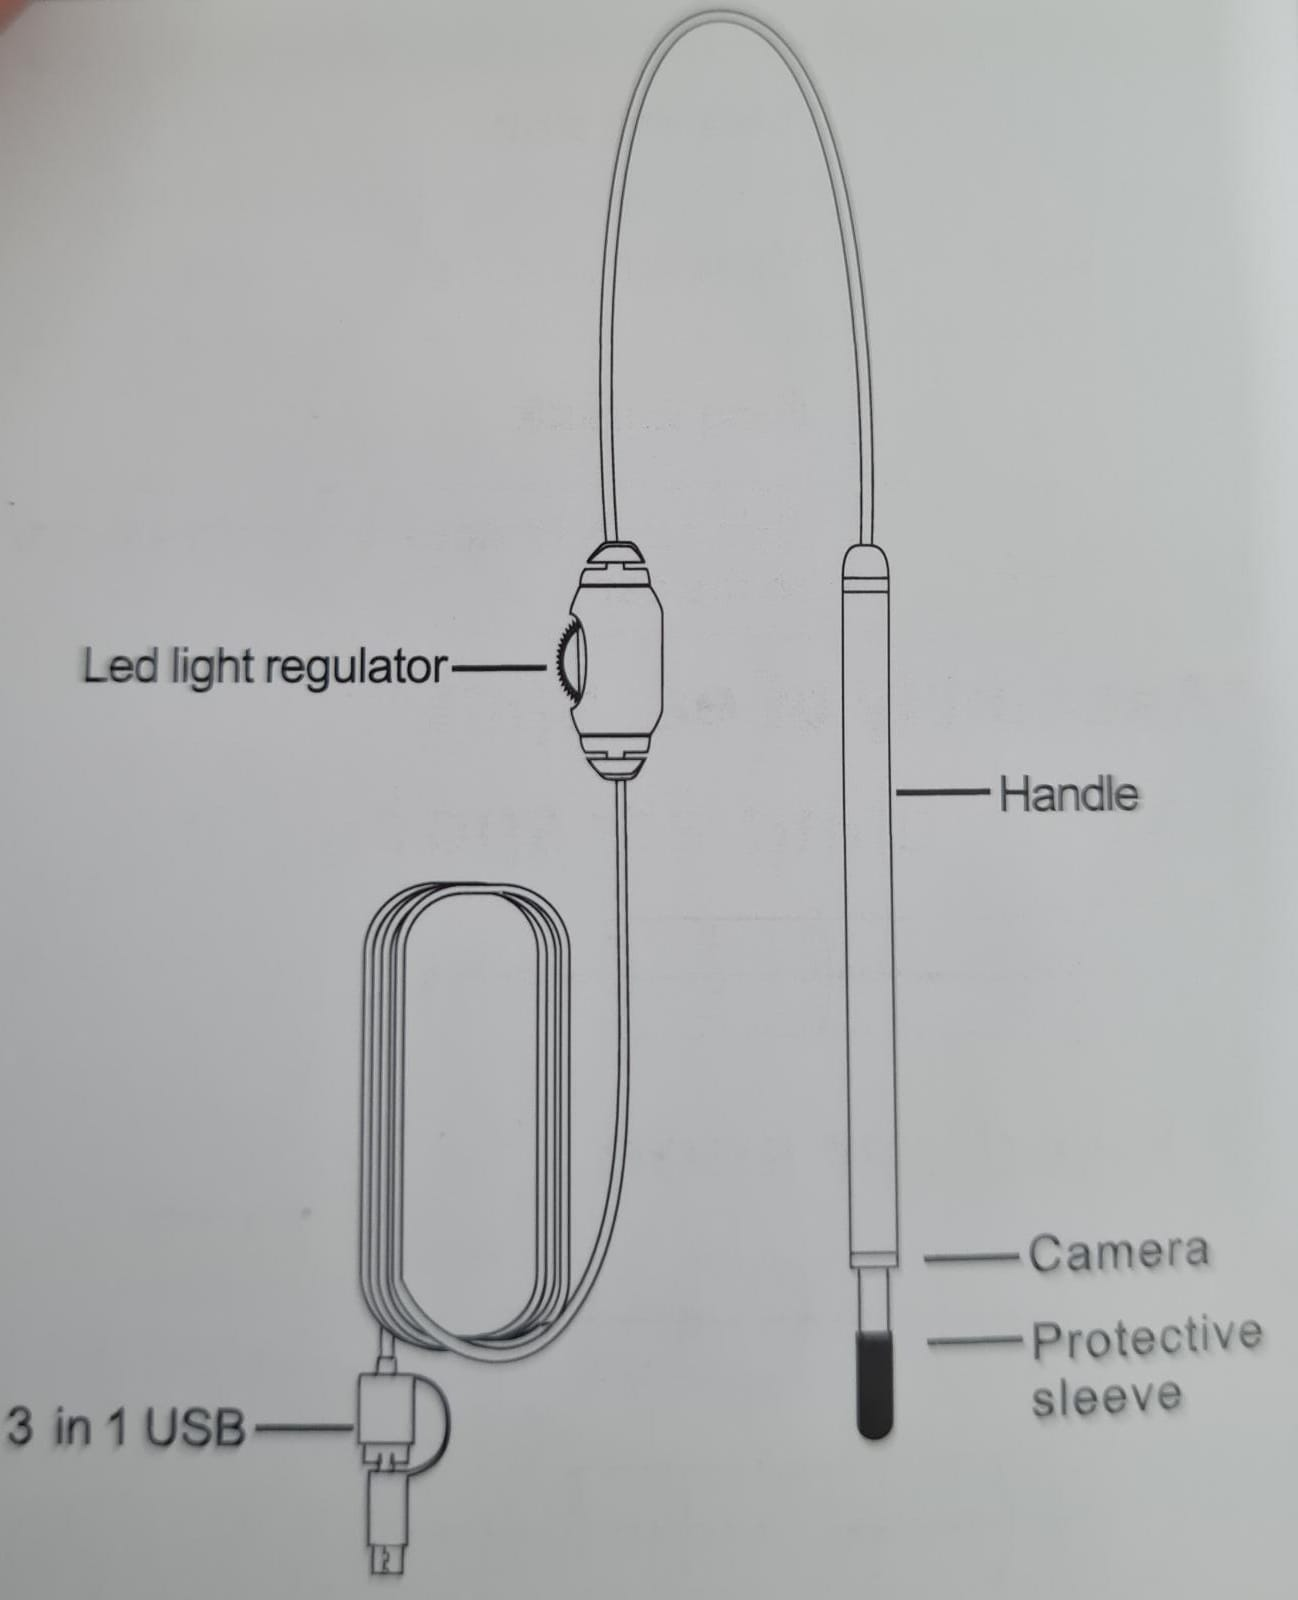 Led light regulator
Handle
Camera
Protective
sleeve
3 in 1 USB